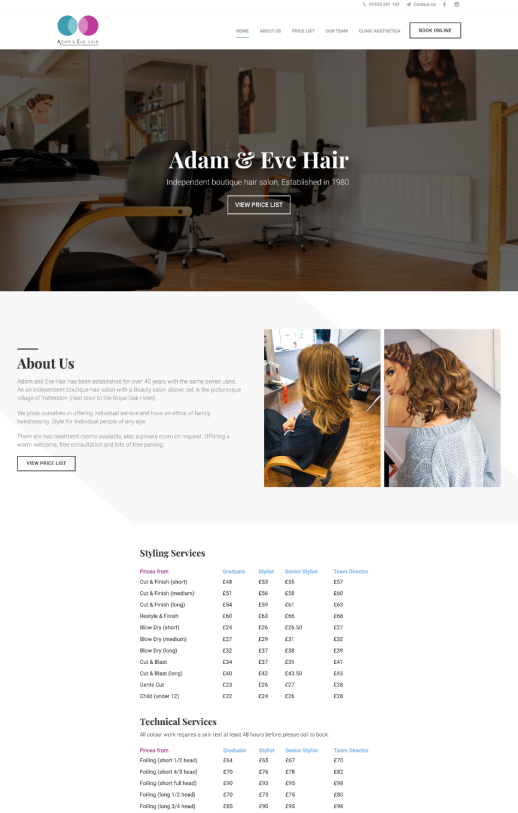 01635 201 102 Contact Us
ADAM & EVE HAIR
HOME ABOUT US PRICE LIST OUR TEAM CLINIC AESTHETICA BOOK ONLINE
Adam & Eve Hair
Independent boutique hair salon, Established in 1980.
VIEW PRICE LIST
About Us
Adam and Eve Hair has been established for over 40 years with the same owner Jane.
As an independent boutique hair salon with a Beauty salon above, set in the picturesque
village of Yattendon (next door to the Royal Oak Hotel).
We pride ourselves in offering individual service and have an ethos of family
hairdressing. Style for individual people of any age.
There are two treatment rooms available, also a private room on request. Offering a
warm welcome, free consultation and lots of free parking.
VIEW PRICE LIST
Styling Services
Prices from Graduate Stylist Senior Stylist Team Director
Cut & Finish (short) £48 £53 £55 £57
Cut & Finish (medium) £51 £56 £58 £60
Cut & Finish (long) £54 £59 £61 £63
Restyle & Finish £60 £63 £66 £68
Blow Dry (short) £24 £26 £26.50 £27
Blow Dry (medium) £27 £29 £31 £32
Blow Dry (long) £32 £37 £38 £39
Cut & Blast £34 £37 £39 £41
Cut & Blast (long) £40 £42 £43.50 £45
Gents Cut £23 £26 £27 £28
Child (under 12) £22 £24 £26 £28
Technical Services
All colour work requires a skin test at least 48 hours before, please call to book.
Prices from Graduate Stylist Senior Stylist Team Director
Foiling (short 1/2 head) £64 £65 £67 £70
Foiling (short 4/3 head) £70 £76 £78 £82
Foiling (short full head) £90 £93 £95 £98
Foiling (long 1/2 head) £70 £73 £75 £80
Foiling (long 3/4 head) £85 £90 £95 £98